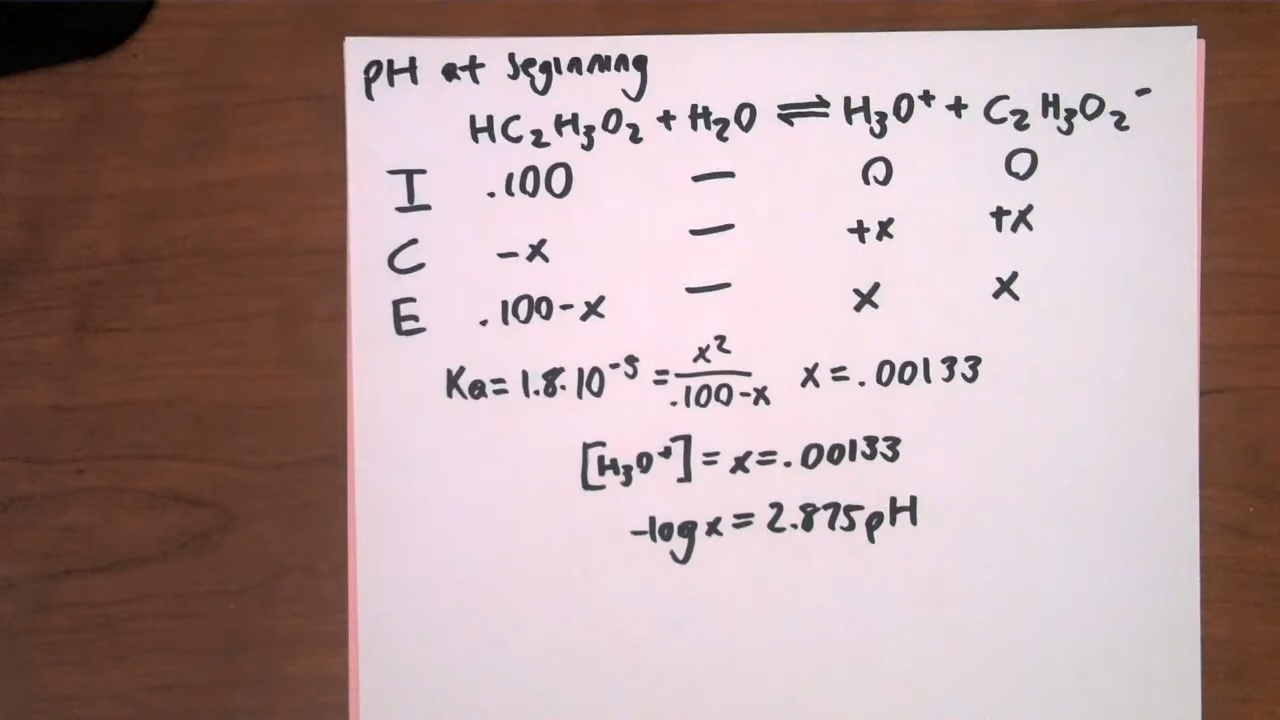 pH at beginning
HC₂H₃O₂ + H₂O ⇌ H₃O⁺ + C₂H₃O₂⁻
I .100 — 0 0
C -x — +x +x
E .100-x — x x
Ka = 1.8·10⁻⁵ = x²/(.100-x) x = .00133
[H₃O⁺] = x = .00133
-log x = 2.875 pH